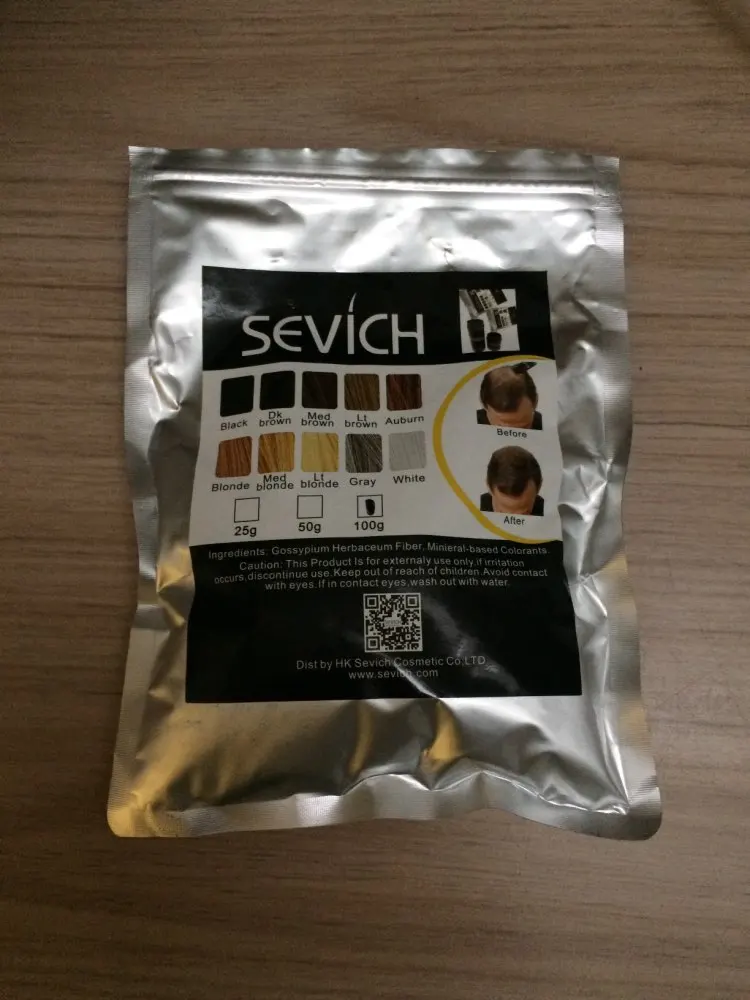 SEVICH
Black
Dk
brown
Med
brown
Lt
brown
Auburn
Blonde
Med
blonde
Lt
blonde
Gray
White
25g
50g
100g
Before
After
Ingredients: Gossypium Herbaceum Fiber, Minieral-based Colorants.
Caution: This Product Is for externaly use only,if irritation
occurs,discontinue use.Keep out of reach of children.Avoid contact
with eyes.If in contact eyes,wash out with water.
Dist by HK Sevich Cosmetic Co.LTD
www.sevich.com